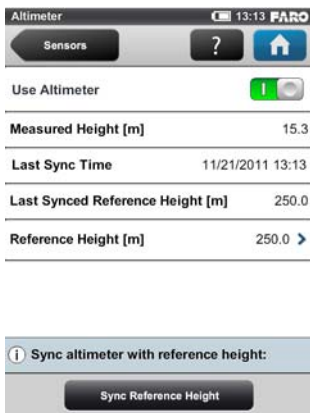 Altimeter 13:13 FARO
Sensors ?
Use Altimeter
Measured Height [m] 15.3
Last Sync Time 11/21/2011 13:13
Last Synced Reference Height [m] 250.0
Reference Height [m] 250.0
Sync altimeter with reference height:
Sync Reference Height